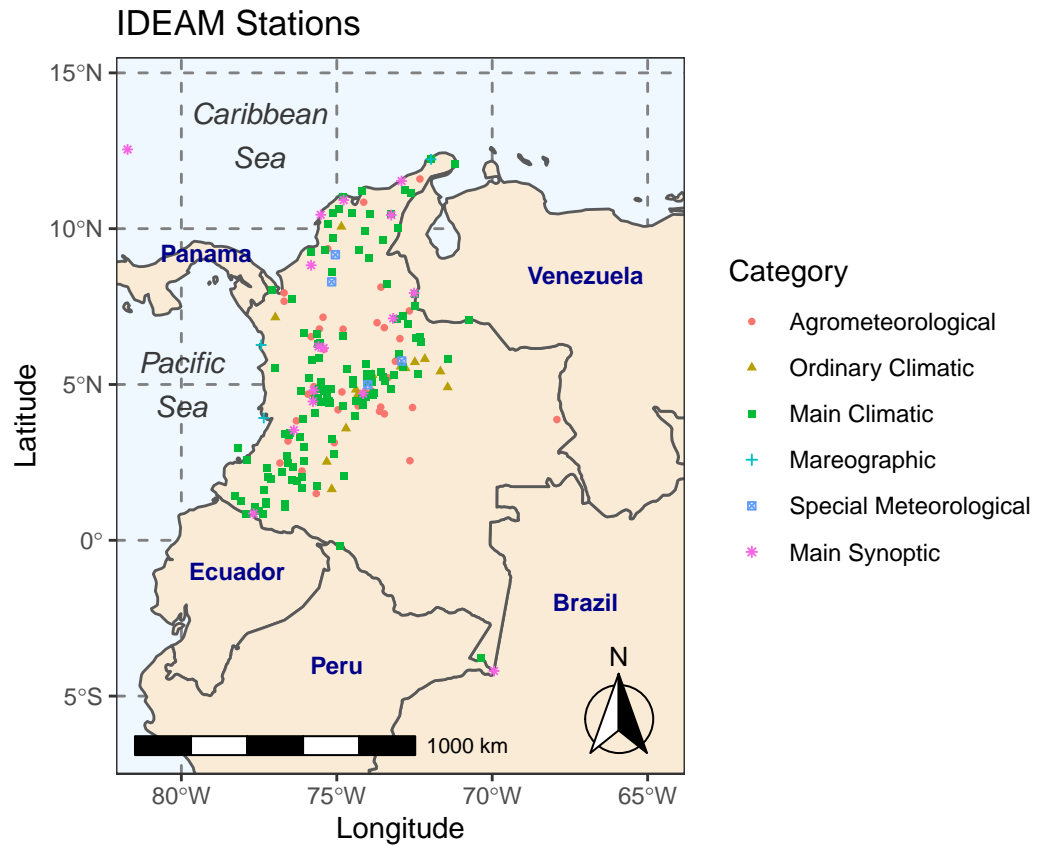 IDEAM Stations
15°N
10°N
5°N
0°
5°S
Latitude
Caribbean
Sea
Panama
Venezuela
Pacific
Sea
Ecuador
Brazil
Peru
N
1000 km
80°W
75°W
70°W
65°W
Longitude
Category
Agrometeorological
Ordinary Climatic
Main Climatic
Mareographic
Special Meteorological
Main Synoptic